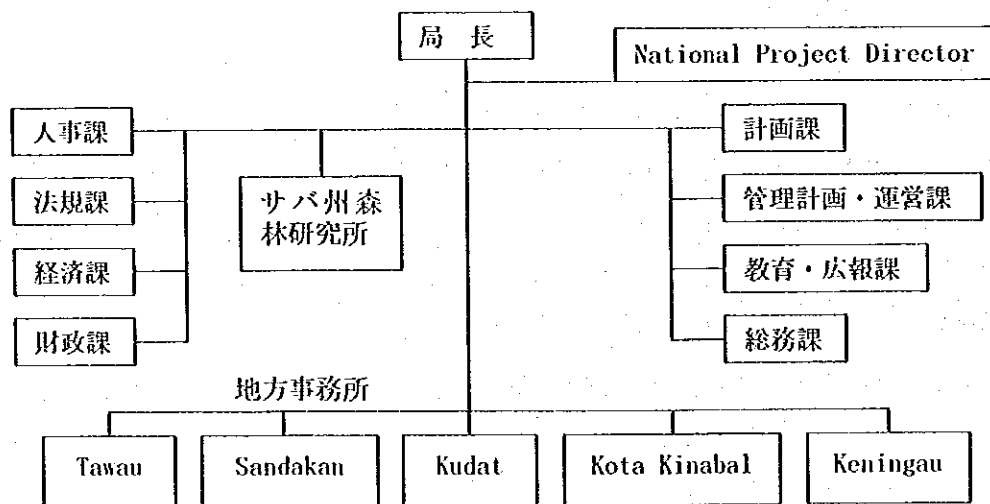 局 長
National Project Director
人事課
計画課
法規課
サバ州森
林研究所
管理計画・運営課
経済課
教育・広報課
財政課
総務課
地方事務所
Tawau
Sandakan
Kudat
Kota Kinabal
Keningau